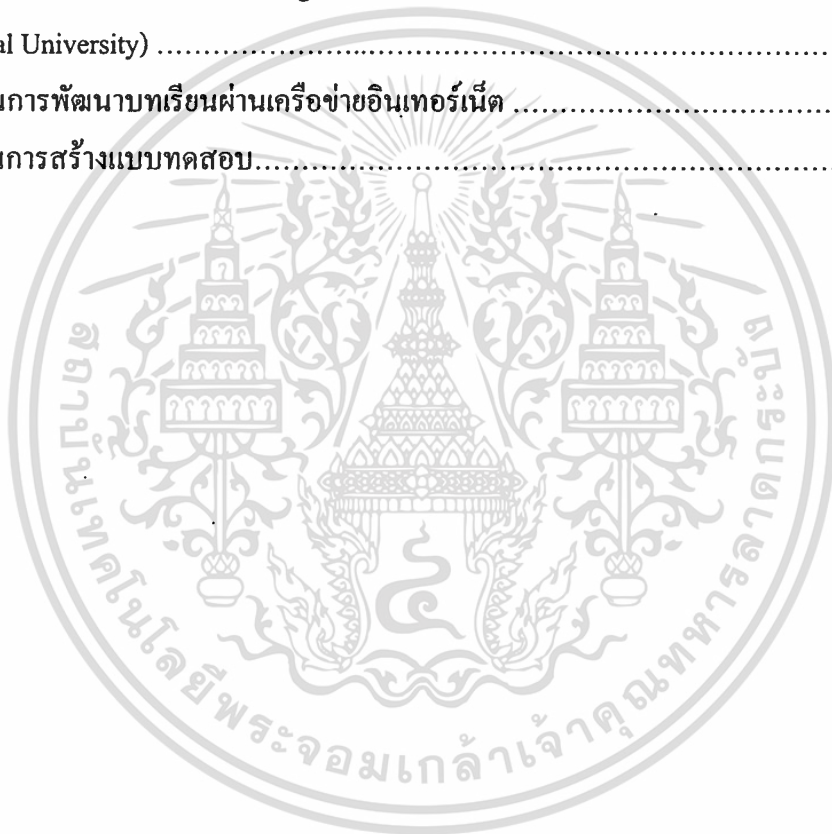 al University) ……………………………………………………………………
นการพัฒนาบทเรียนผ่านเครือข่ายอินเทอร์เน็ต ……………………………………
นการสร้างแบบทดสอบ……………………………………………………………
สถาบันเทคโนโลยีพระจอมเกล้าเจ้าคุณทหารลาดกระบัง